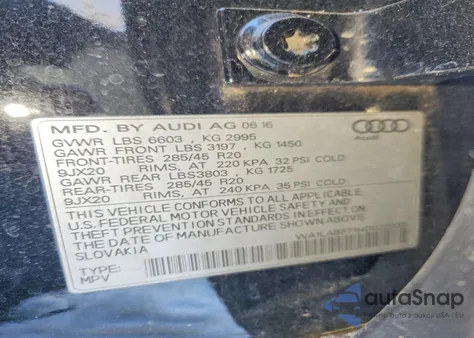 MFD. BY AUDI AG 06 16
GVWR LBS 6603, KG 2995
GAWR FRONT LBS 3197, KG 1450
FRONT-TIRES 285/45 R20
9JX20 RIMS, AT 220 KPA 32 PSI COLD
GAWR REAR LBS3803, KG 1725
REAR-TIRES 285/45 R20
9JX20 RIMS, AT 240 KPA 35 PSI COLD
THIS VEHICLE CONFORMS TO ALL APPLICABLE
U.S. FEDERAL MOTOR VEHICLE SAFETY AND
THEFT PREVENTION STANDARDS IN EFFECT ON
THE DATE OF MANUFACTURE SHOWN ABOVE.
SLOVAKIA
TYPE:
MPV
Audi
autaSnap